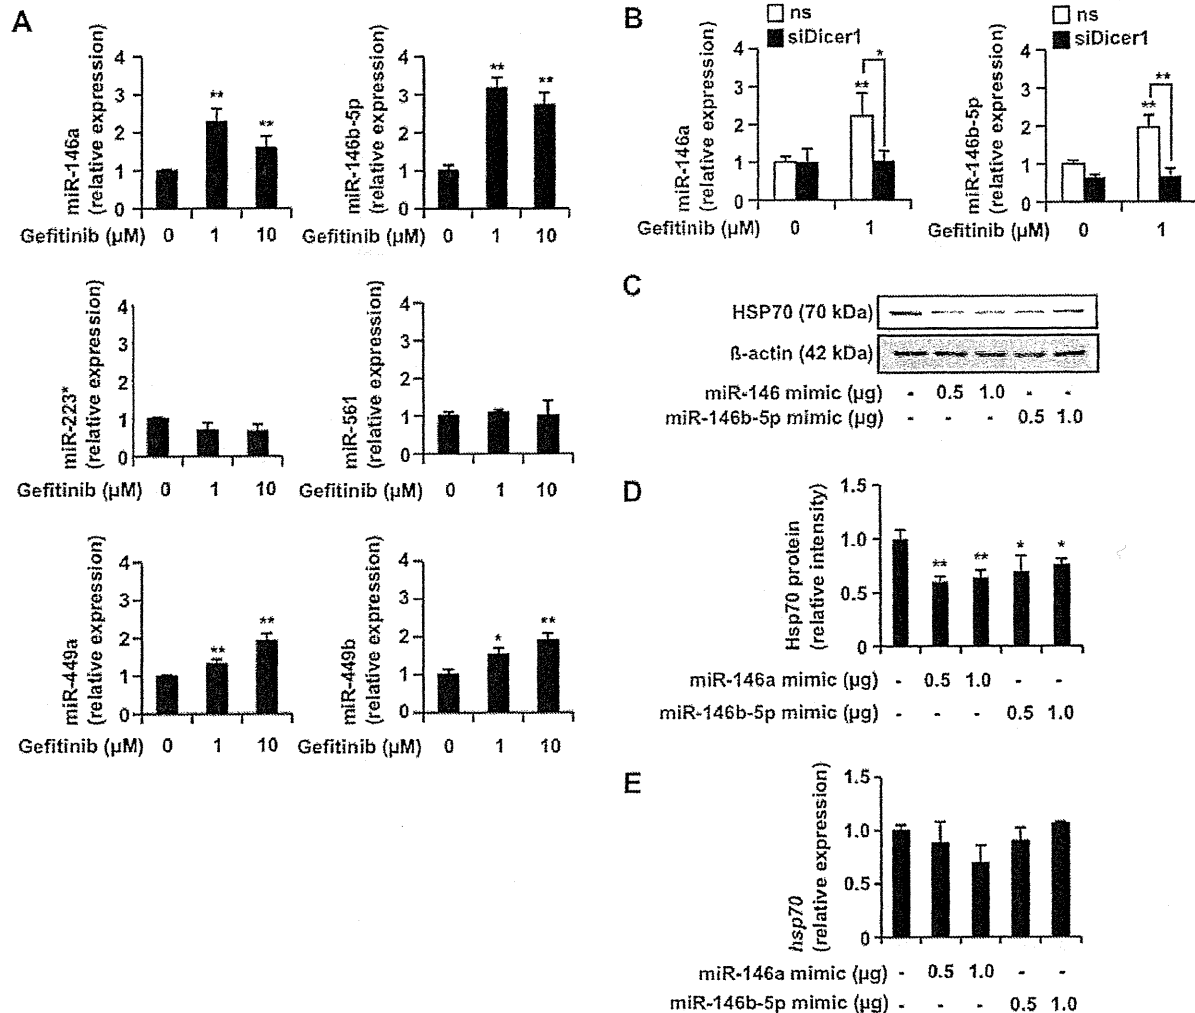 A
miR-146a
(relative expression)
4
3
2
1
0
**
**
Gefitinib (µM) 0 1 10
miR-146b-5p
(relative expression)
4
3
2
1
0
**
**
Gefitinib (µM) 0 1 10
miR-223*
(relative expression)
4
3
2
1
0
Gefitinib (µM) 0 1 10
miR-561
(relative expression)
4
3
2
1
0
Gefitinib (µM) 0 1 10
miR-449a
(relative expression)
4
3
2
1
0
**
**
Gefitinib (µM) 0 1 10
miR-449b
(relative expression)
4
3
2
1
0
*
**
Gefitinib (µM) 0 1 10
B
ns
siDicer1
miR-146a
(relative expression)
4
3
2
1
0
**
*
Gefitinib (µM) 0 1
ns
siDicer1
miR-146b-5p
(relative expression)
4
3
2
1
0
**
**
Gefitinib (µM) 0 1
C
HSP70 (70 kDa)
ß-actin (42 kDa)
miR-146 mimic (µg) - 0.5 1.0 - -
miR-146b-5p mimic (µg) - - - 0.5 1.0
D
Hsp70 protein
(relative intensity)
1.5
1.0
0.5
0
**
**
*
*
miR-146a mimic (µg) - 0.5 1.0 - -
miR-146b-5p mimic (µg) - - - 0.5 1.0
E
hsp70
(relative expression)
1.5
1.0
0.5
0
miR-146a mimic (µg) - 0.5 1.0 - -
miR-146b-5p mimic (µg) - - - 0.5 1.0